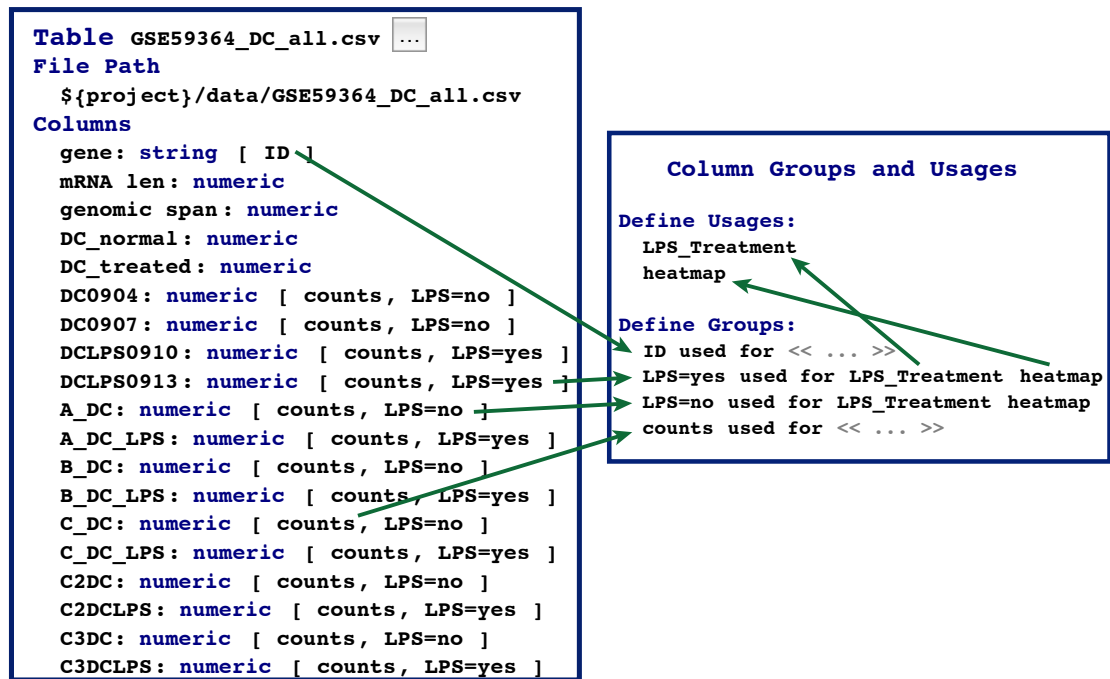 Table GSE59364_DC_all.csv ...
File Path
${project}/data/GSE59364_DC_all.csv
Columns
gene: string [ ID ]
mRNA len: numeric
genomic span: numeric
DC_normal: numeric
DC_treated: numeric
DC0904: numeric [ counts, LPS=no ]
DC0907: numeric [ counts, LPS=no ]
DCLPS0910: numeric [ counts, LPS=yes ]
DCLPS0913: numeric [ counts, LPS=yes ]
A_DC: numeric [ counts, LPS=no ]
A_DC_LPS: numeric [ counts, LPS=yes ]
B_DC: numeric [ counts, LPS=no ]
B_DC_LPS: numeric [ counts, LPS=yes ]
C_DC: numeric [ counts, LPS=no ]
C_DC_LPS: numeric [ counts, LPS=yes ]
C2DC: numeric [ counts, LPS=no ]
C2DCLPS: numeric [ counts, LPS=yes ]
C3DC: numeric [ counts, LPS=no ]
C3DCLPS: numeric [ counts, LPS=yes ]
Column Groups and Usages
Define Usages:
LPS_Treatment
heatmap
Define Groups:
ID used for << ... >>
LPS=yes used for LPS_Treatment heatmap
LPS=no used for LPS_Treatment heatmap
counts used for << ... >>